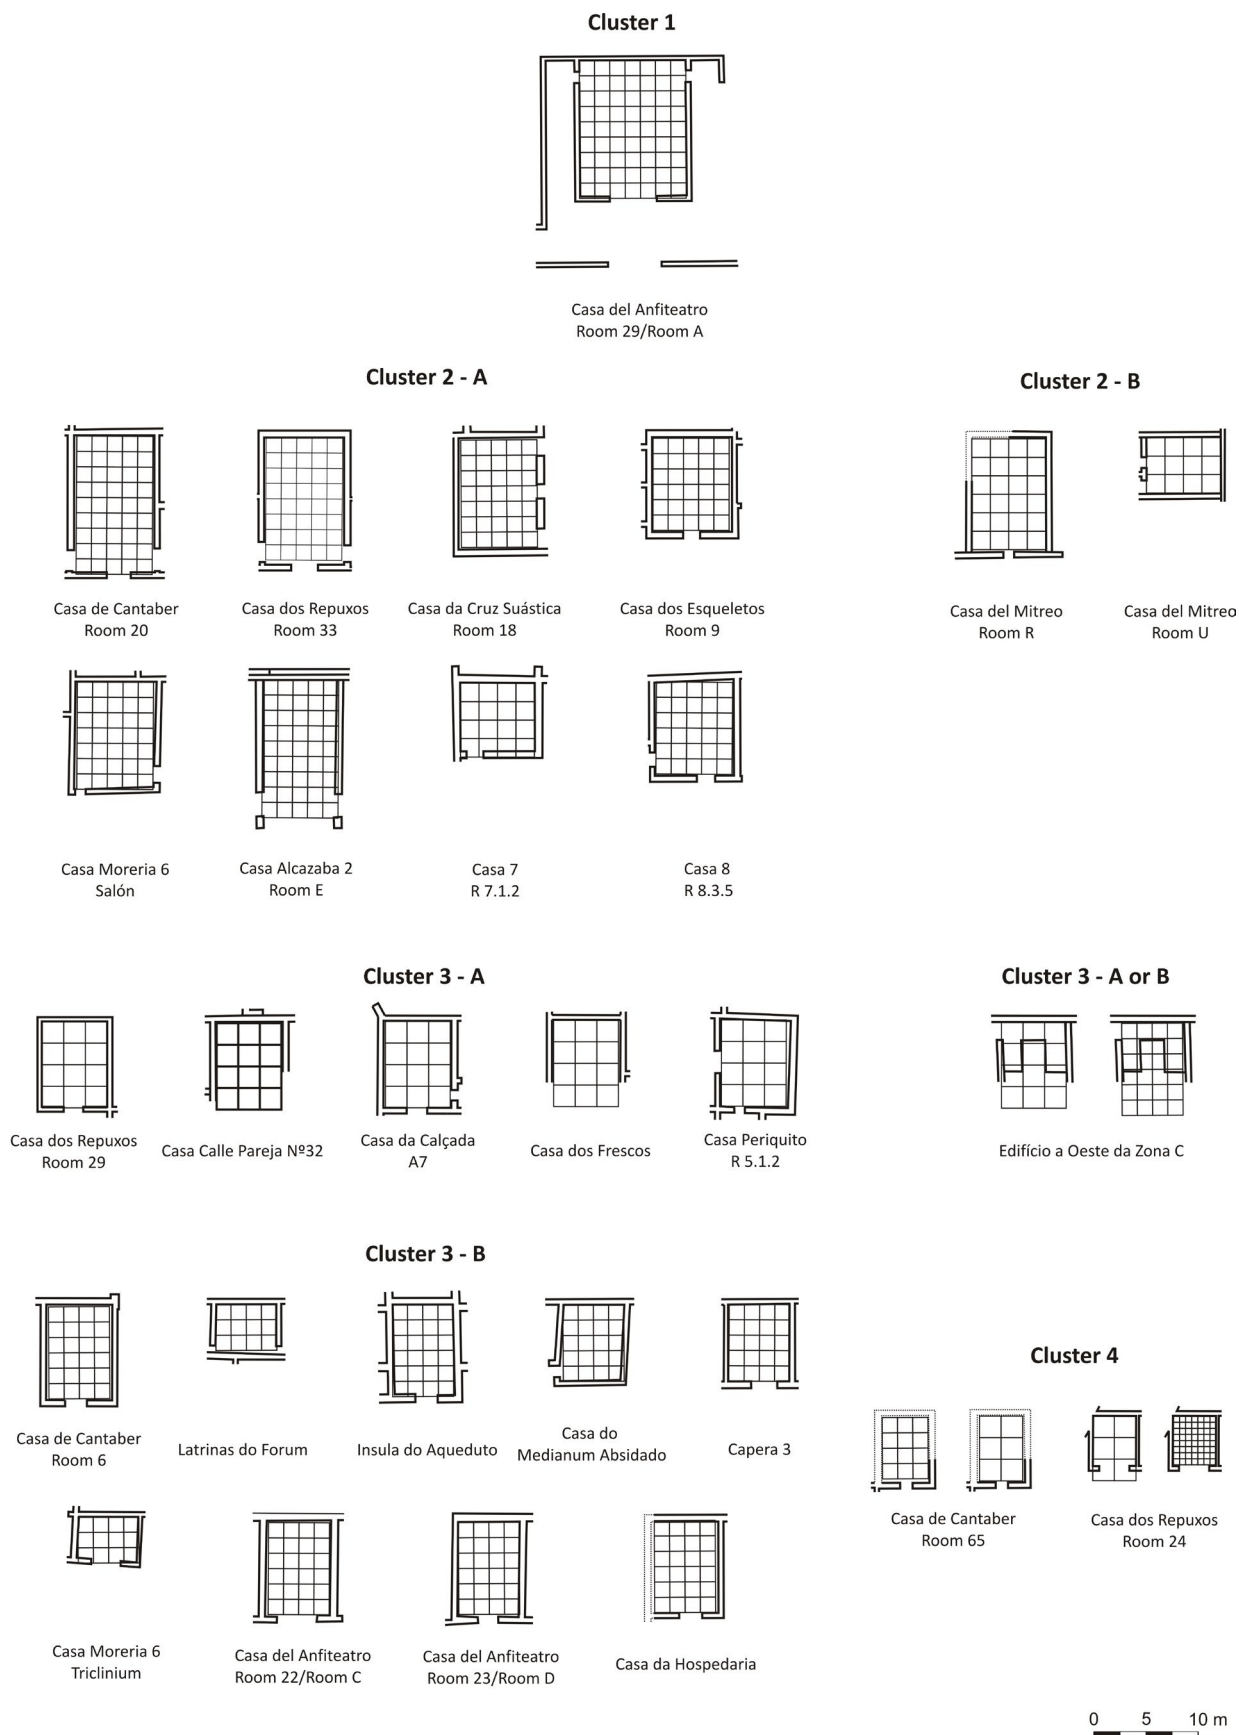 Cluster 1
Casa del Anfiteatro
Room 29/Room A
Cluster 2 - A
Cluster 2 - B
Casa de Cantaber
Room 20
Casa dos Repuxos
Room 33
Casa da Cruz Suástica
Room 18
Casa dos Esqueletos
Room 9
Casa del Mitreo
Room R
Casa del Mitreo
Room U
Casa Moreria 6
Salón
Casa Alcazaba 2
Room E
Casa 7
R 7.1.2
Casa 8
R 8.3.5
Cluster 3 - A
Cluster 3 - A or B
Casa dos Repuxos
Room 29
Casa Calle Pareja Nº32
Casa da Calçada
A7
Casa dos Frescos
Casa Periquito
R 5.1.2
Edifício a Oeste da Zona C
Cluster 3 - B
Casa de Cantaber
Room 6
Latrinas do Forum
Insula do Aqueduto
Casa do
Medianum Absidado
Capera 3
Cluster 4
Casa de Cantaber
Room 65
Casa dos Repuxos
Room 24
Casa Moreria 6
Triclinium
Casa del Anfiteatro
Room 22/Room C
Casa del Anfiteatro
Room 23/Room D
Casa da Hospedaria
0 5 10 m